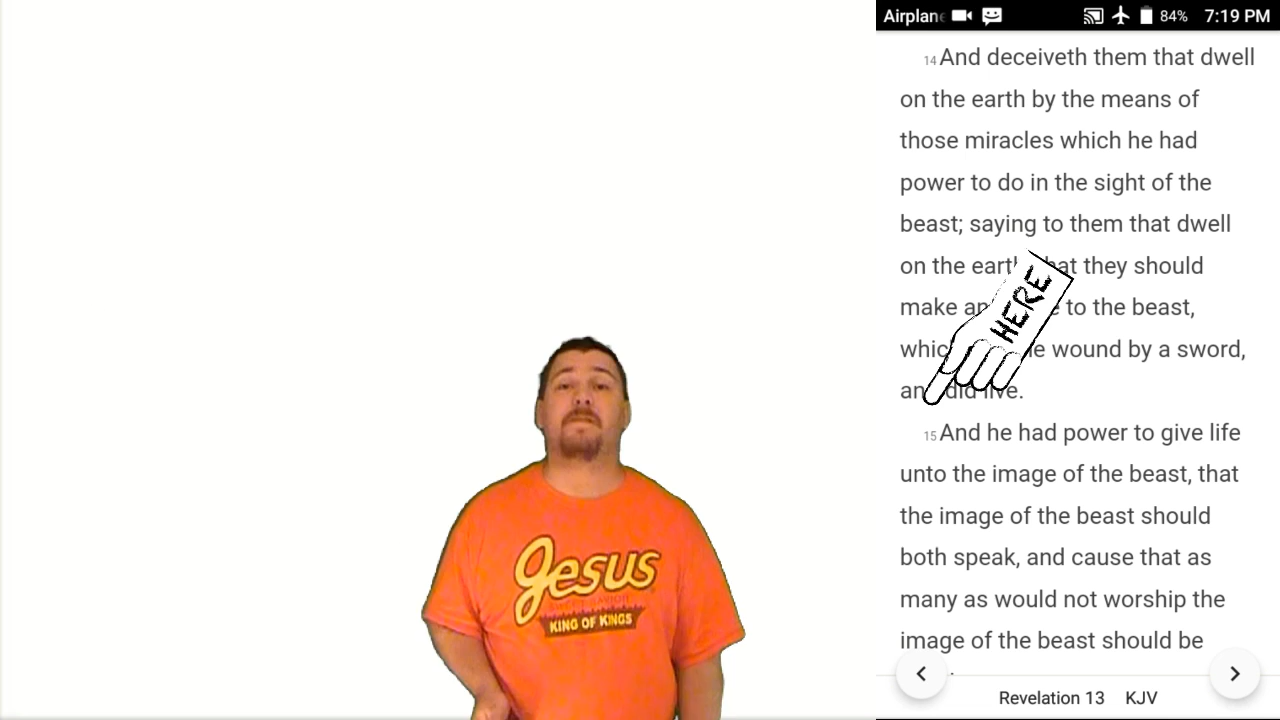 Airplan
84%
7:19 PM
14 And deceiveth them that dwell
on the earth by the means of
those miracles which he had
power to do in the sight of the
beast; saying to them that dwell
on the earth they should
make to the beast,
wound by a sword,
did live.
15 And he had power to give life
unto the image of the beast, that
the image of the beast should
both speak, and cause that as
many as would not worship the
image of the beast should be
Revelation 13 KJV
HERE
Jesus
KING OF KINGS